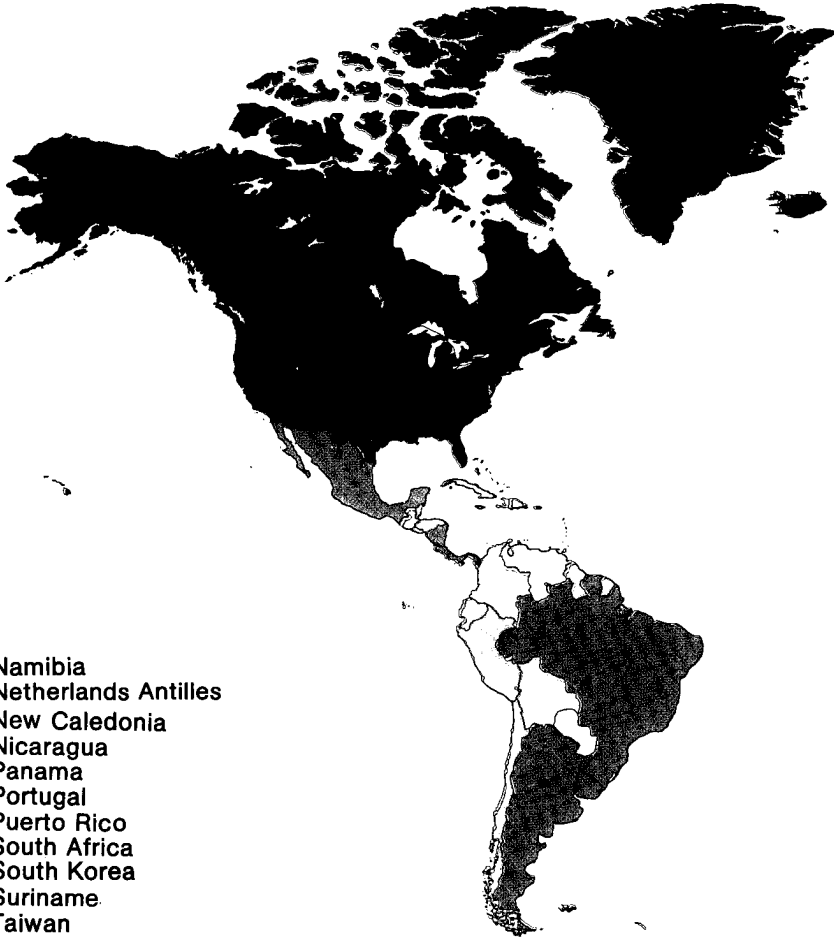 Namibia
Netherlands Antilles
New Caledonia
Nicaragua
Panama
Portugal
Puerto Rico
South Africa
South Korea
Suriname
Taiwan